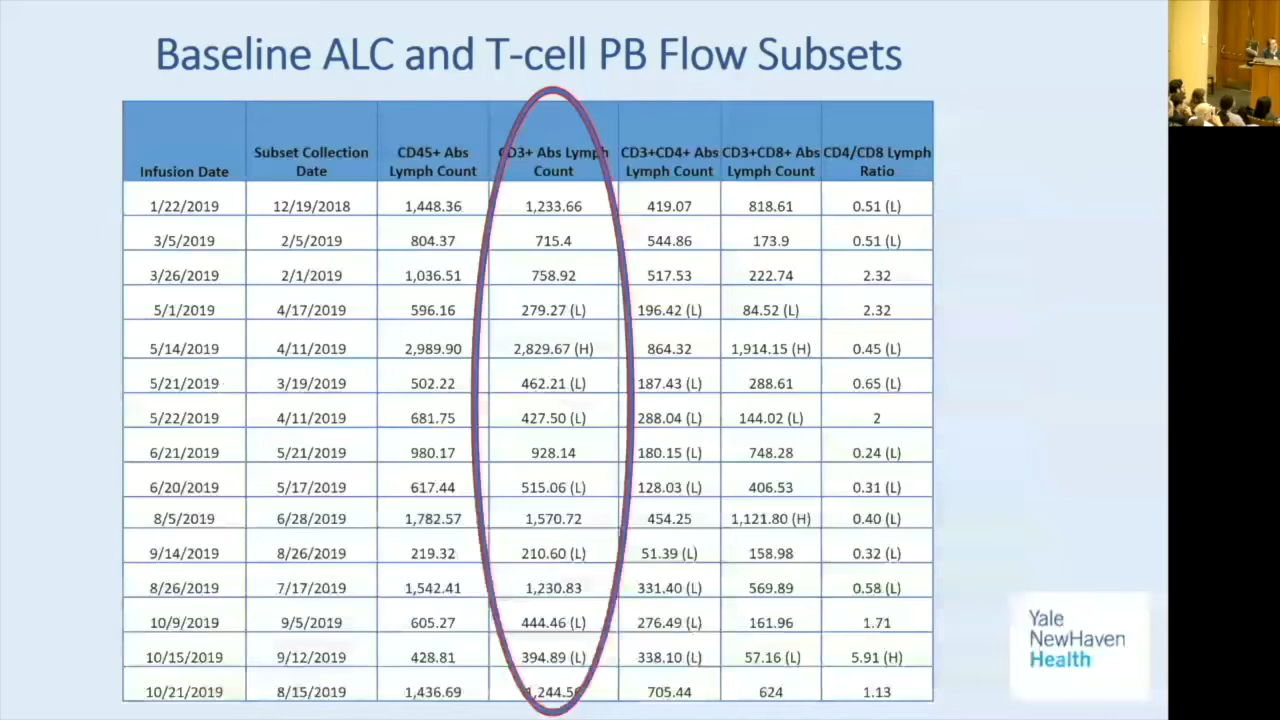 Baseline ALC and T-cell PB Flow Subsets
Infusion Date | Subset Collection Date | CD45+ Abs Lymph Count | CD3+ Abs Lymph Count | CD3+CD4+ Abs Lymph Count | CD3+CD8+ Abs Lymph Count | CD4/CD8 Lymph Ratio
1/22/2019 | 12/19/2018 | 1,448.36 | 1,233.66 | 419.07 | 818.61 | 0.51 (L)
3/5/2019 | 2/5/2019 | 804.37 | 715.4 | 544.86 | 173.9 | 0.51 (L)
3/26/2019 | 2/1/2019 | 1,036.51 | 758.92 | 517.53 | 222.74 | 2.32
5/1/2019 | 4/17/2019 | 596.16 | 279.27 (L) | 196.42 (L) | 84.52 (L) | 2.32
5/14/2019 | 4/11/2019 | 2,989.90 | 2,829.67 (H) | 864.32 | 1,914.15 (H) | 0.45 (L)
5/21/2019 | 3/19/2019 | 502.22 | 462.21 (L) | 187.43 (L) | 288.61 | 0.65 (L)
5/22/2019 | 4/11/2019 | 681.75 | 427.50 (L) | 288.04 (L) | 144.02 (L) | 2
6/21/2019 | 5/21/2019 | 980.17 | 928.14 | 180.15 (L) | 748.28 | 0.24 (L)
6/20/2019 | 5/17/2019 | 617.44 | 515.06 (L) | 128.03 (L) | 406.53 | 0.31 (L)
8/5/2019 | 6/28/2019 | 1,782.57 | 1,570.72 | 454.25 | 1,121.80 (H) | 0.40 (L)
9/14/2019 | 8/26/2019 | 219.32 | 210.60 (L) | 51.39 (L) | 158.98 | 0.32 (L)
8/26/2019 | 7/17/2019 | 1,542.41 | 1,230.83 | 331.40 (L) | 569.89 | 0.58 (L)
10/9/2019 | 9/5/2019 | 605.27 | 444.46 (L) | 276.49 (L) | 161.96 | 1.71
10/15/2019 | 9/12/2019 | 428.81 | 394.89 (L) | 338.10 (L) | 57.16 (L) | 5.91 (H)
10/21/2019 | 8/15/2019 | 1,436.69 | 705.44 | 624 | 1.13
Yale
NewHaven
Health